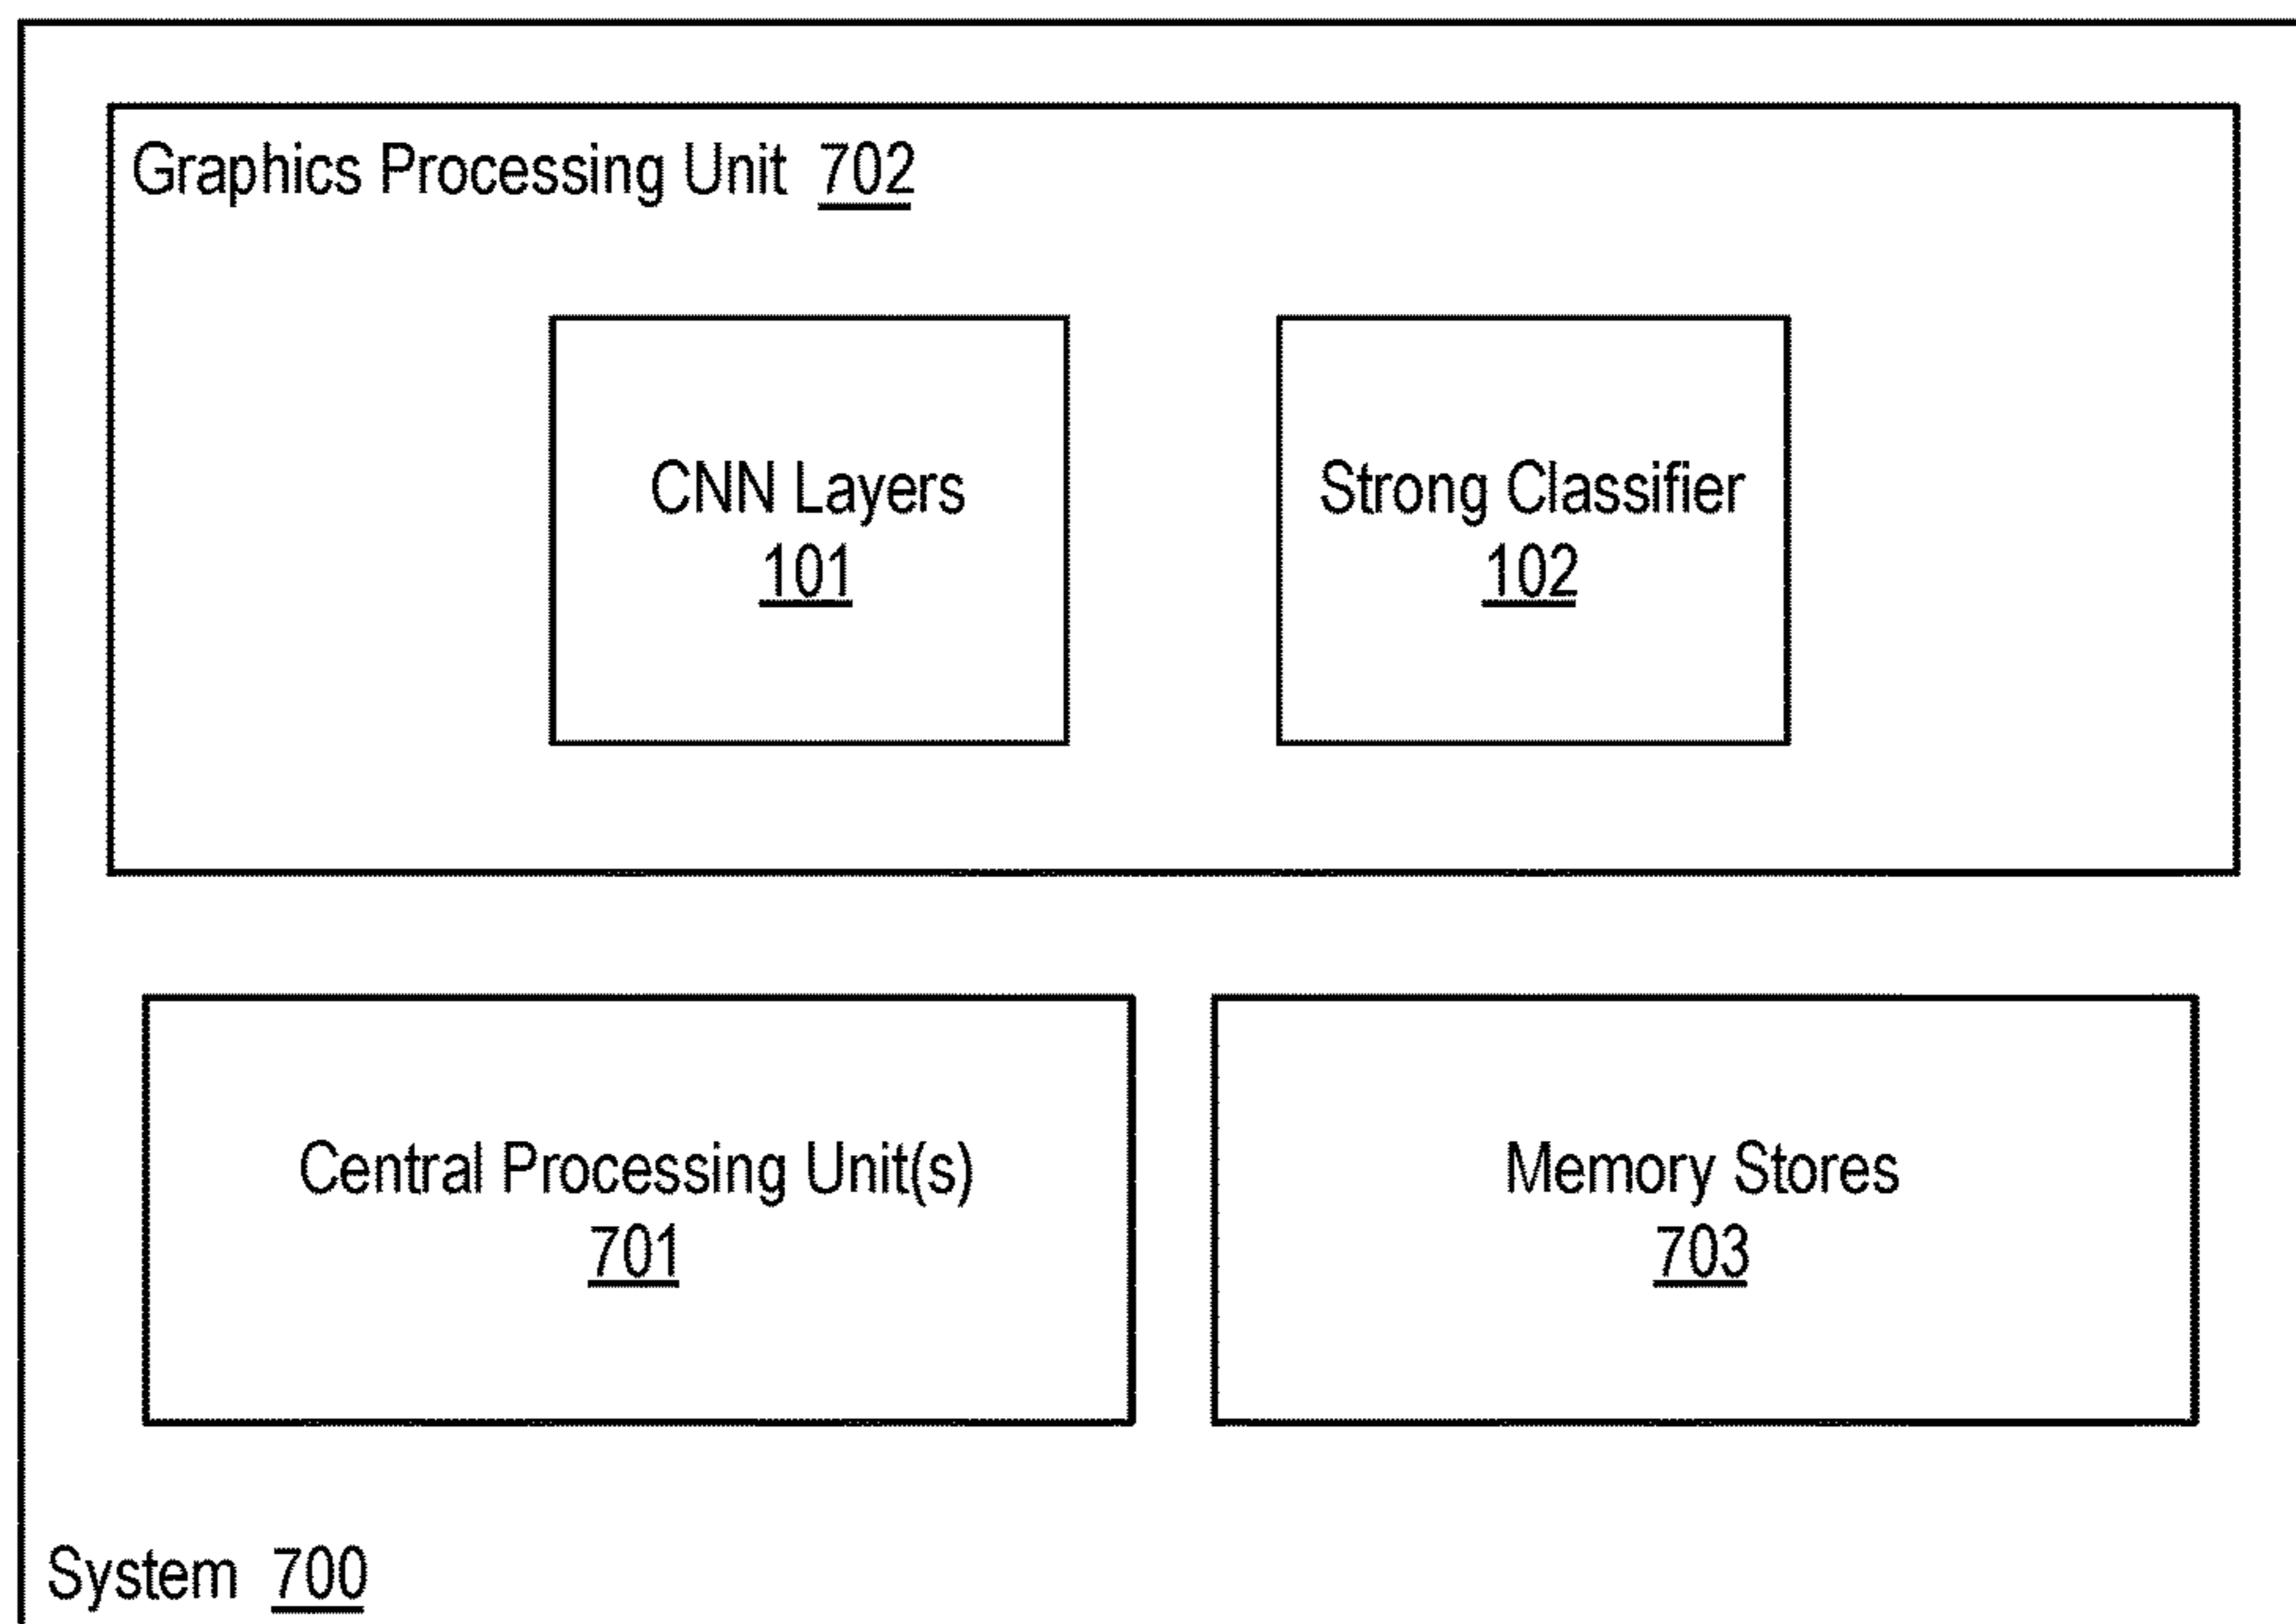 Graphics Processing Unit 702
CNN Layers
101
Strong Classifier
102
Central Processing Unit(s)
701
Memory Stores
703
System 700